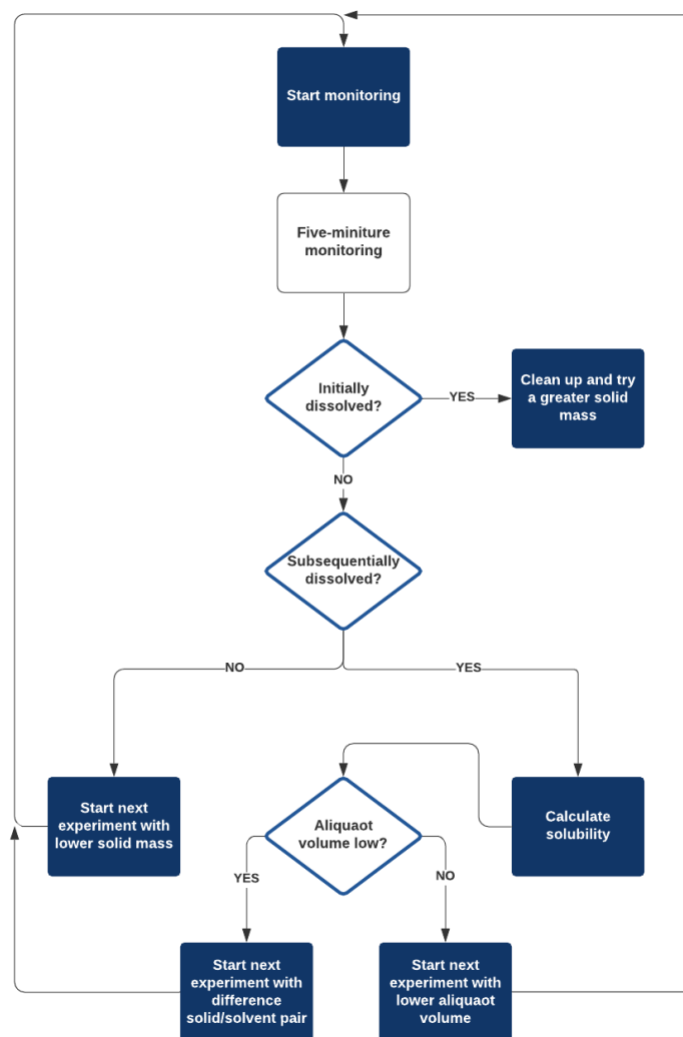 Start monitoring
Five-miniture
monitoring
Initially
dissolved?
YES
Clean up and try
a greater solid
mass
NO
Subsequentially
dissolved?
NO
YES
Start next
experiment with
lower solid mass
Aliquaot
volume low?
Calculate
solubility
YES
NO
Start next
experiment with
difference
solid/solvent pair
Start next
experiment with
lower aliquaot
volume